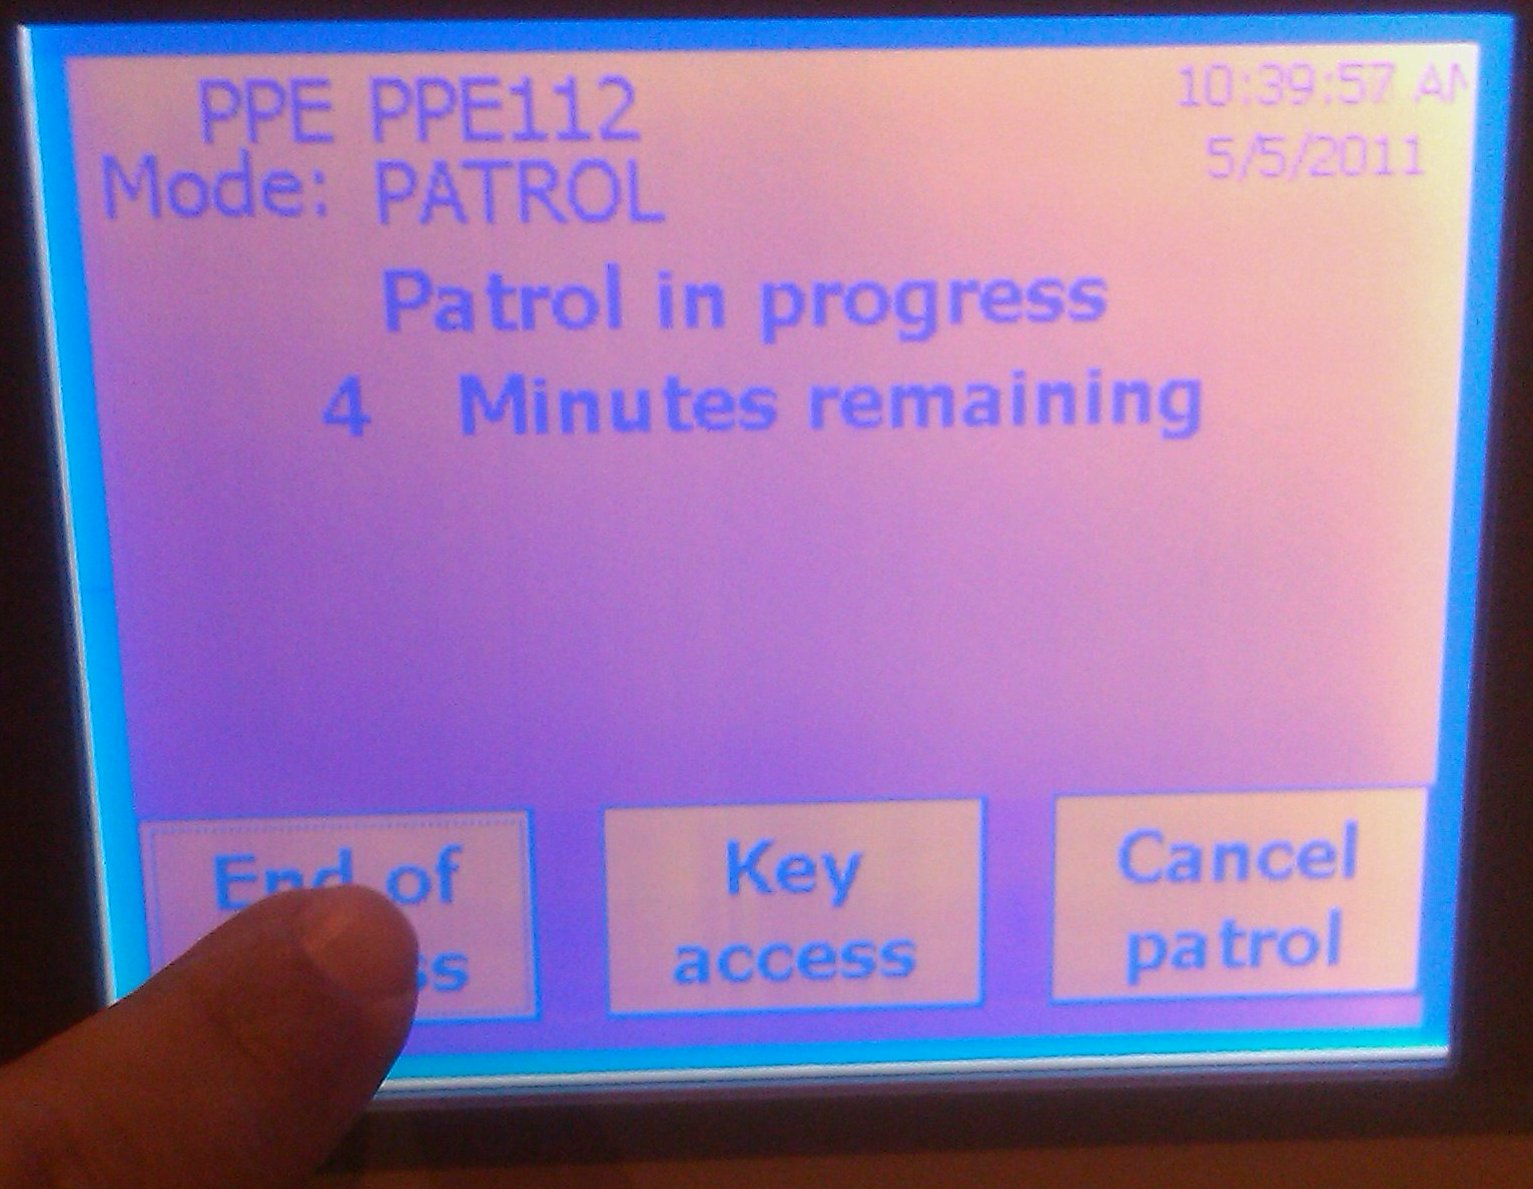 PPE PPE112
10:39:57 AM
Mode: PATROL
5/5/2011
Patrol in progress
4 Minutes remaining
End of
Key
access
Cancel
patrol